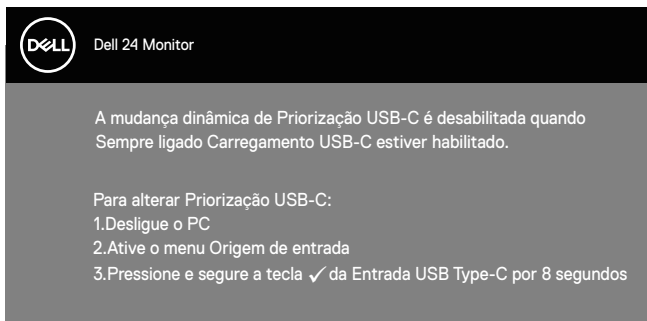 DELL
Dell 24 Monitor
A mudança dinâmica de Priorização USB-C é desabilitada quando
Sempre ligado Carregamento USB-C estiver habilitado.
Para alterar Priorização USB-C:
1.Desligue o PC
2.Ative o menu Origem de entrada
3.Pressione e segure a tecla ✓ da Entrada USB Type-C por 8 segundos